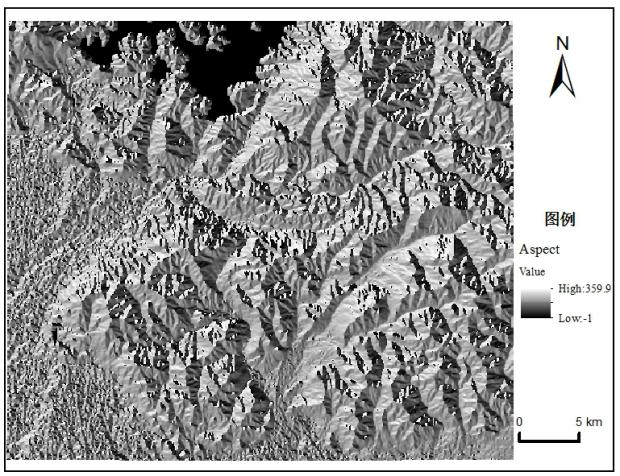 N
图例
Aspect
Value
High:359.9
Low:-1
0 5 km